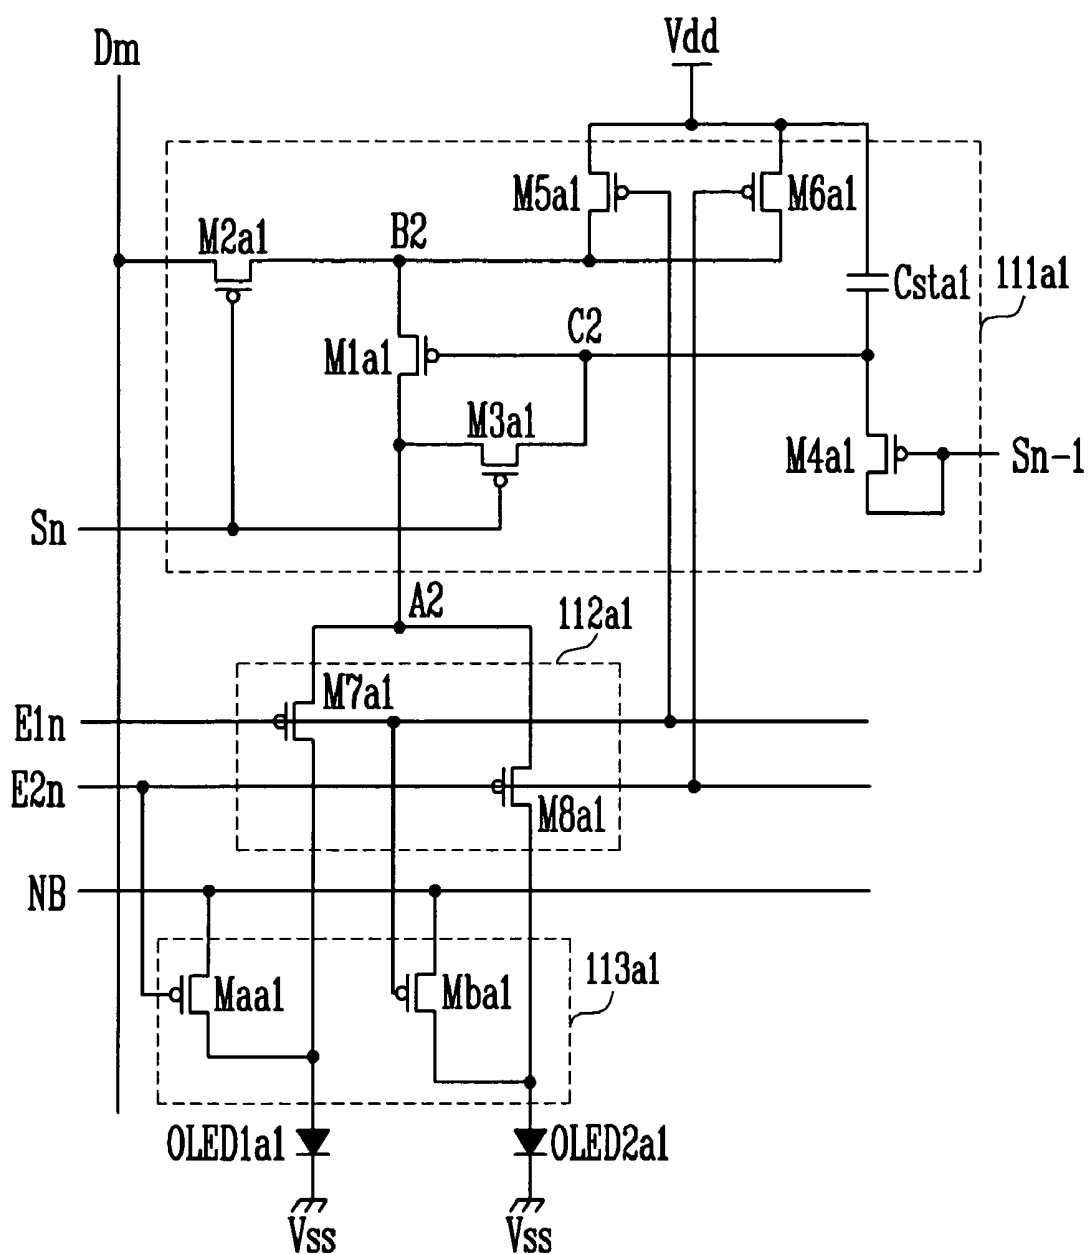 Dm
Vdd
M5a1
M6a1
M2a1
B2
Csta1
111a1
C2
M1a1
M3a1
M4a1
Sn-1
Sn
A2
112a1
M7a1
E1n
E2n
M8a1
NB
113a1
Maa1
Mba1
OLED1a1
OLED2a1
Vss
Vss